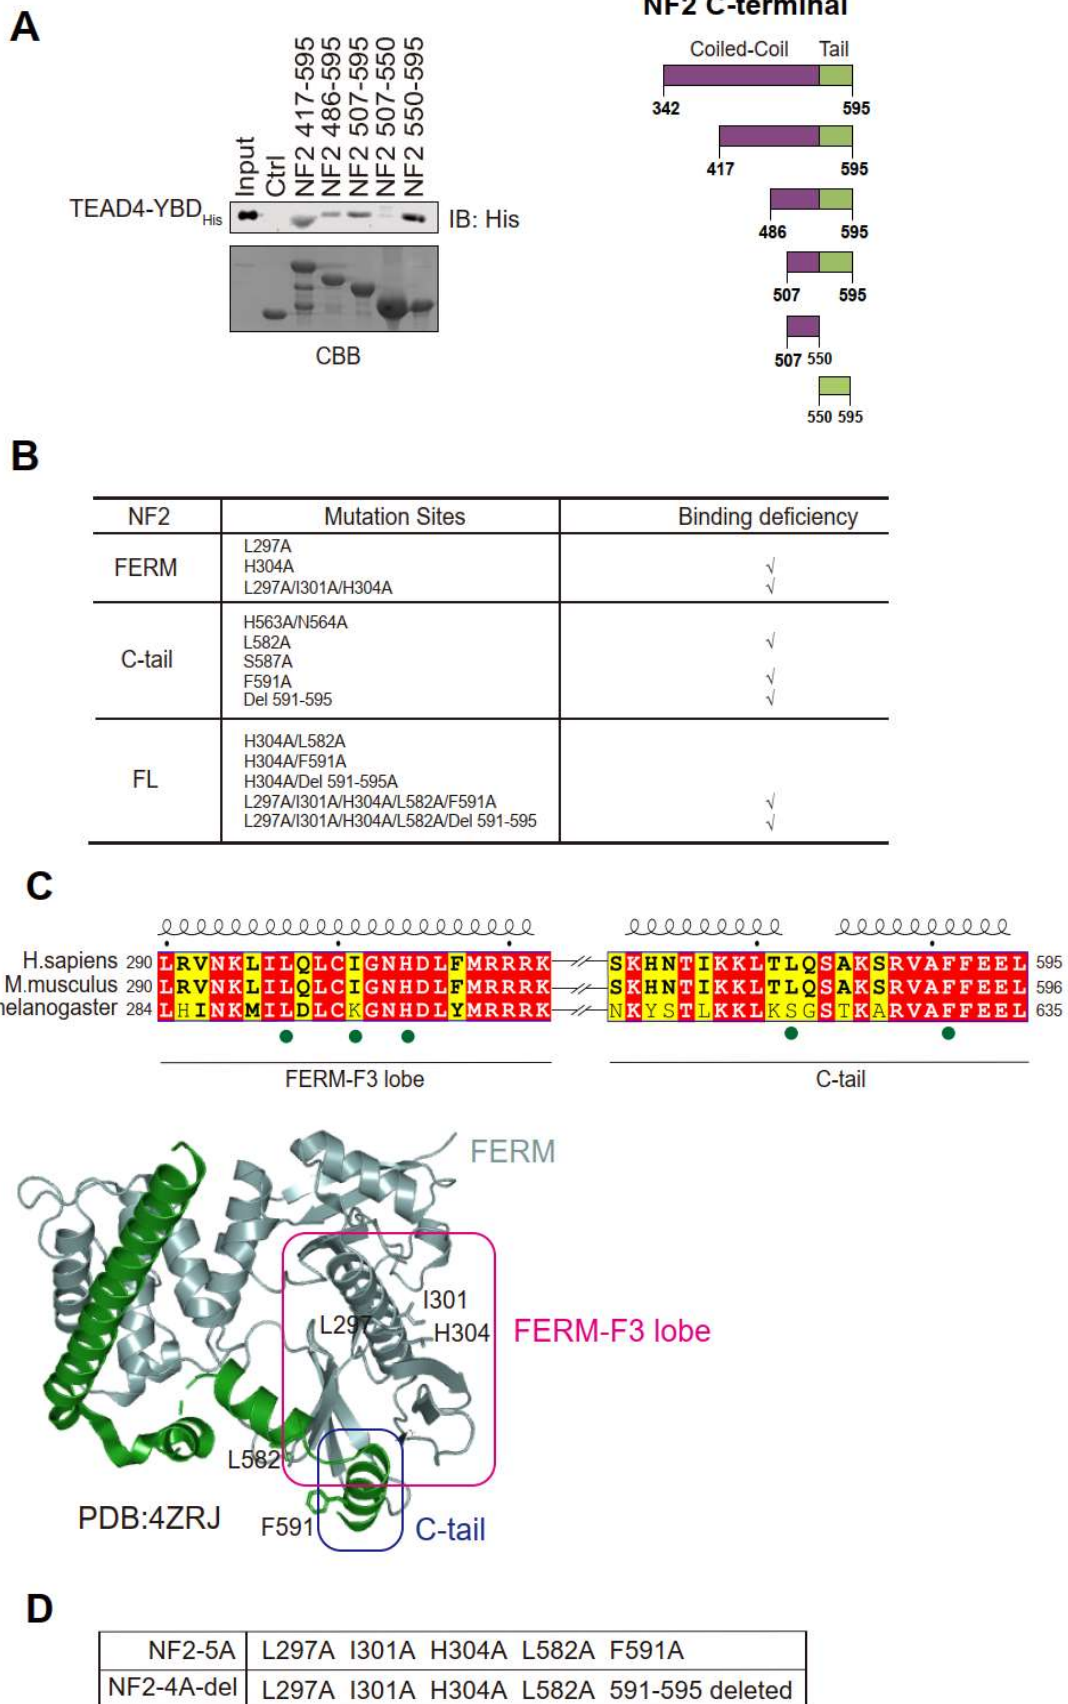 A
NF2 C-terminal
Input
Ctrl
NF2 417-595
NF2 486-595
NF2 507-595
NF2 507-550
NF2 550-595
TEAD4-YBDHis
IB: His
CBB
Coiled-Coil Tail
342 595
417 595
486 595
507 595
507 550
550 595
B
NF2 Mutation Sites Binding deficiency
FERM
L297A
H304A √
L297A/I301A/H304A √
C-tail
H563A/N564A
L582A √
S587A
F591A √
Del 591-595 √
FL
H304A/L582A
H304A/F591A
H304A/Del 591-595A
L297A/I301A/H304A/L582A/F591A √
L297A/I301A/H304A/L582A/Del 591-595 √
C
H.sapiens 290 LRVNKLILQLCIGNHDLFMRRRK SKHNTIKKLTLQSAKSRVAFFEEL 595
M.musculus 290 LRVNKLILQLCIGNHDLFMRRRK SKHNTIKKLTLQSAKSRVAFFEEL 596
melanogaster 284 LHINKMILDLCKGNHDLYMRRRK NKYSTLKKLKSGSTKARVAFFEEL 635
FERM-F3 lobe C-tail
FERM
I301
L297
H304
FERM-F3 lobe
L582
PDB:4ZRJ
F591
C-tail
D
NF2-5A L297A I301A H304A L582A F591A
NF2-4A-del L297A I301A H304A L582A 591-595 deleted